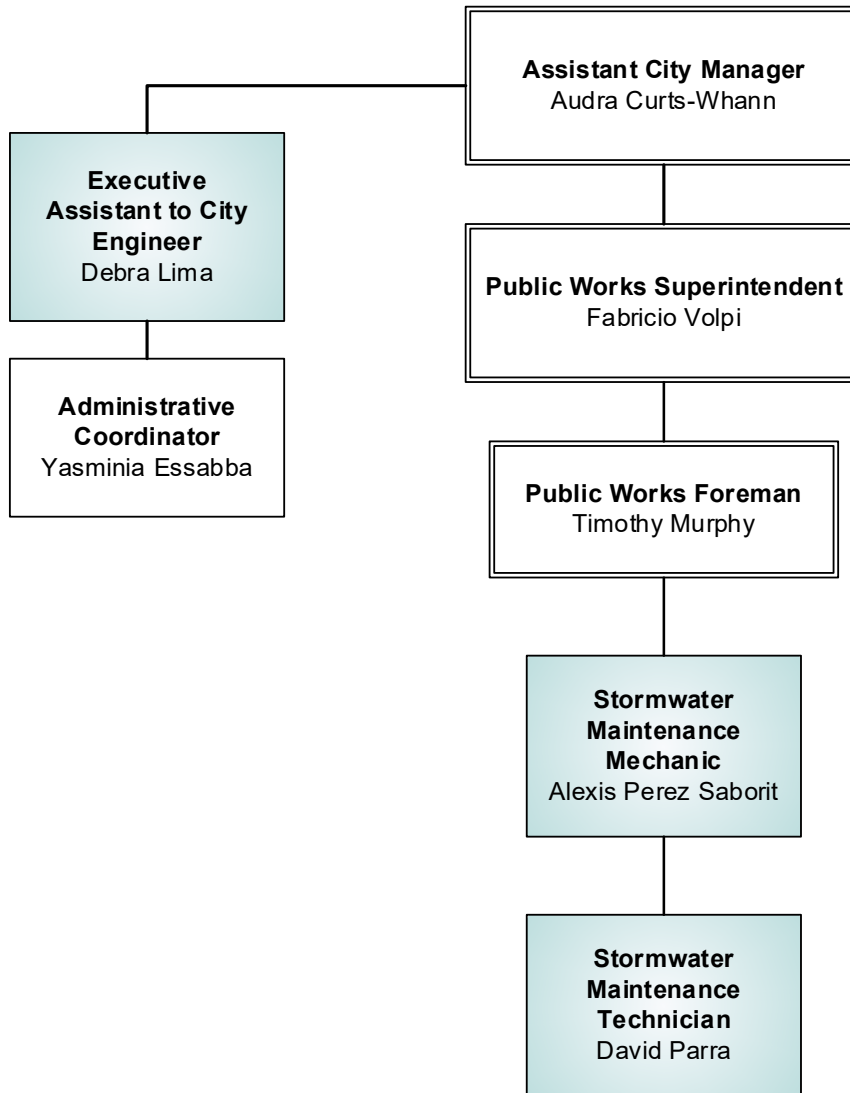 Assistant City Manager
Audra Curts-Whann
Executive
Assistant to City
Engineer
Debra Lima
Public Works Superintendent
Fabricio Volpi
Administrative
Coordinator
Yasminia Essabba
Public Works Foreman
Timothy Murphy
Stormwater
Maintenance
Mechanic
Alexis Perez Saborit
Stormwater
Maintenance
Technician
David Parra